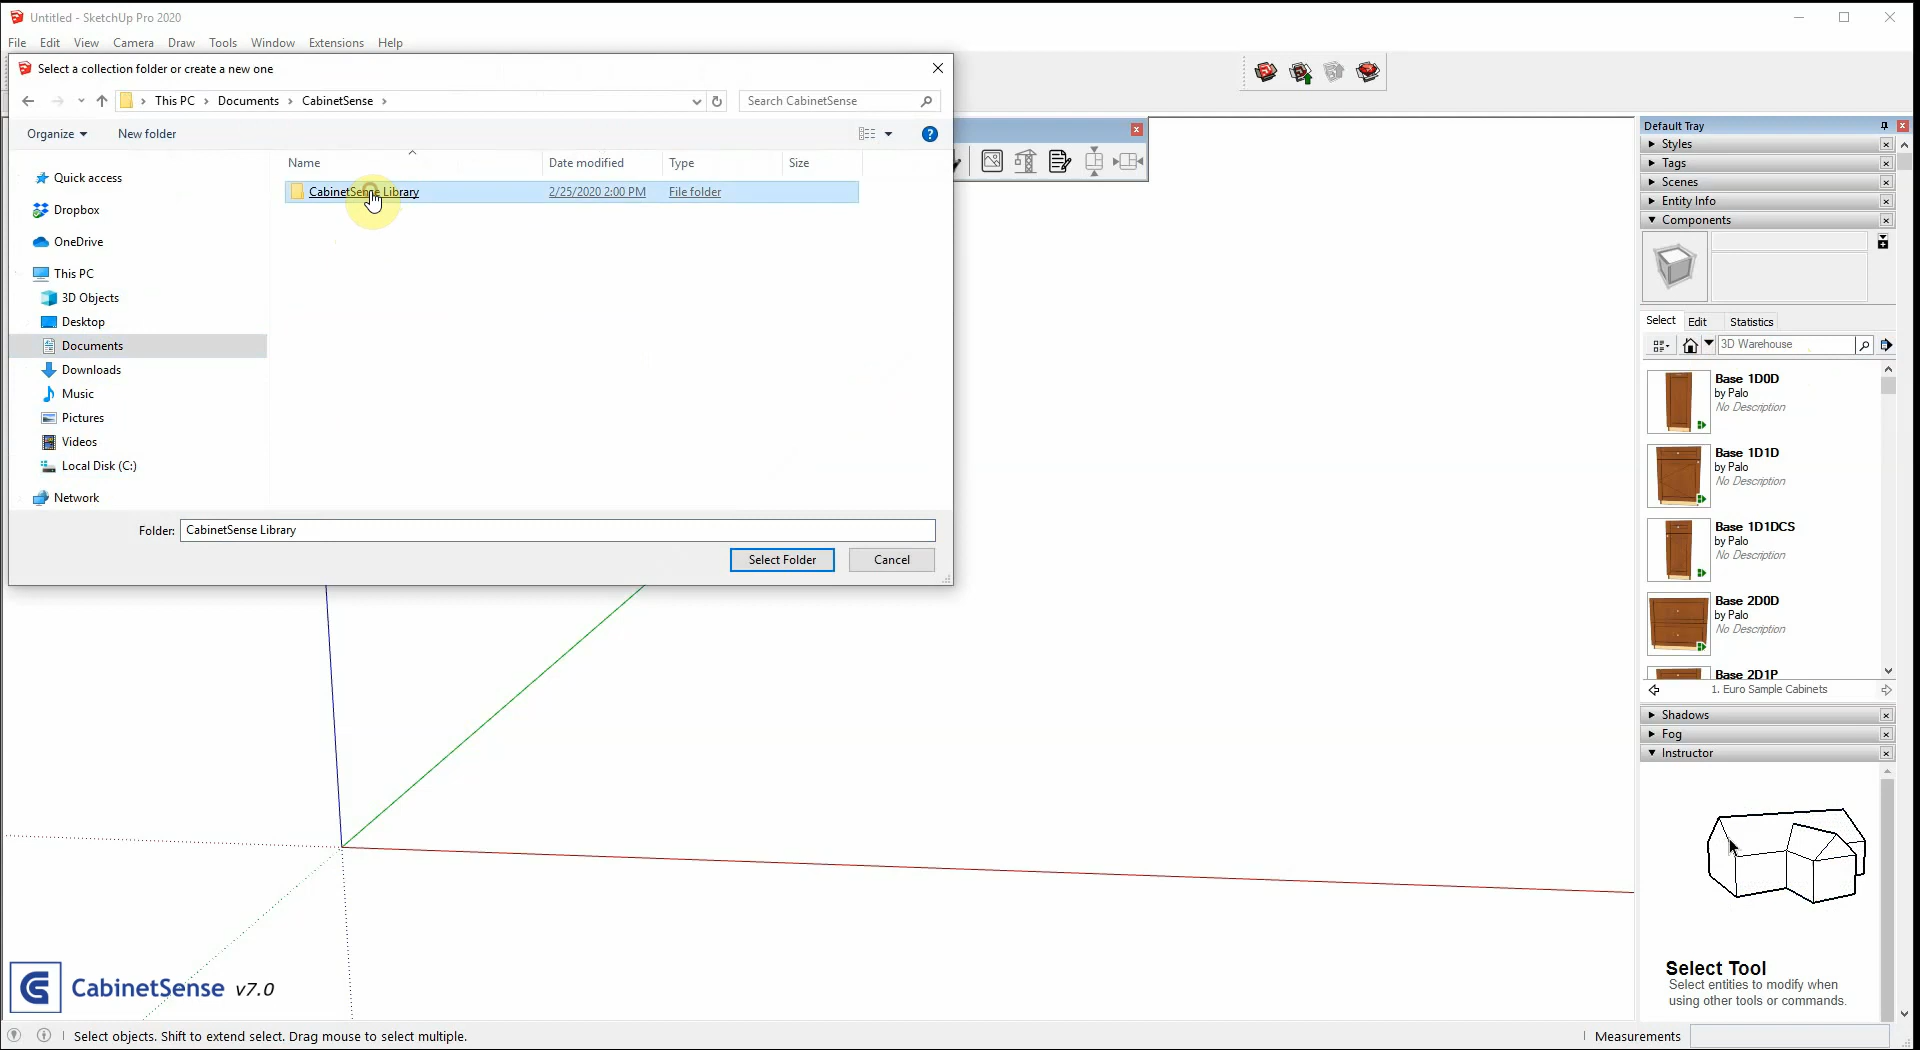 Untitled - SketchUp Pro 2020
File Edit View Camera Draw Tools Window Extensions Help
Select a collection folder or create a new one
This PC > Documents > CabinetSense >
Search CabinetSense
Organize
New folder
Name
Date modified
Type
Size
CabinetSense Library
2/25/2020 2:00 PM
File folder
Quick access
Dropbox
OneDrive
This PC
3D Objects
Desktop
Documents
Downloads
Music
Pictures
Videos
Local Disk (C:)
Network
Folder: CabinetSense Library
Select Folder
Cancel
Default Tray
Styles
Tags
Scenes
Entity Info
Components
Select Edit Statistics
3D Warehouse
Base 1D0D
by Palo
No Description
Base 1D1D
by Palo
No Description
Base 1D1DCS
by Palo
No Description
Base 2D0D
by Palo
No Description
Base 2D1P
1. Euro Sample Cabinets
Shadows
Fog
Instructor
Select Tool
Select entities to modify when
using other tools or commands.
CabinetSense v7.0
Select objects. Shift to extend select. Drag mouse to select multiple.
Measurements